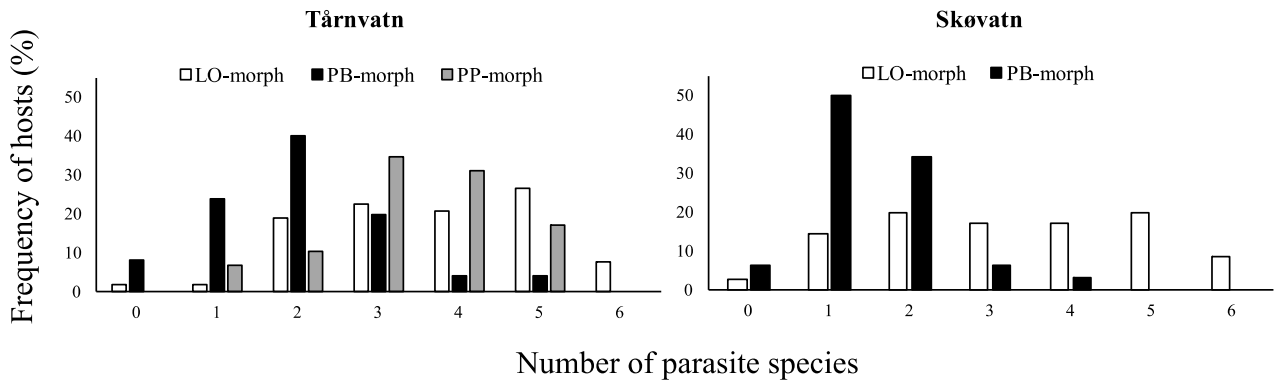 Tårnvatn
Skøvatn
Frequency of hosts (%)
LO-morph PB-morph PP-morph
50
40
30
20
10
0
0 1 2 3 4 5 6
LO-morph PB-morph
50
40
30
20
10
0
0 1 2 3 4 5 6
Number of parasite species